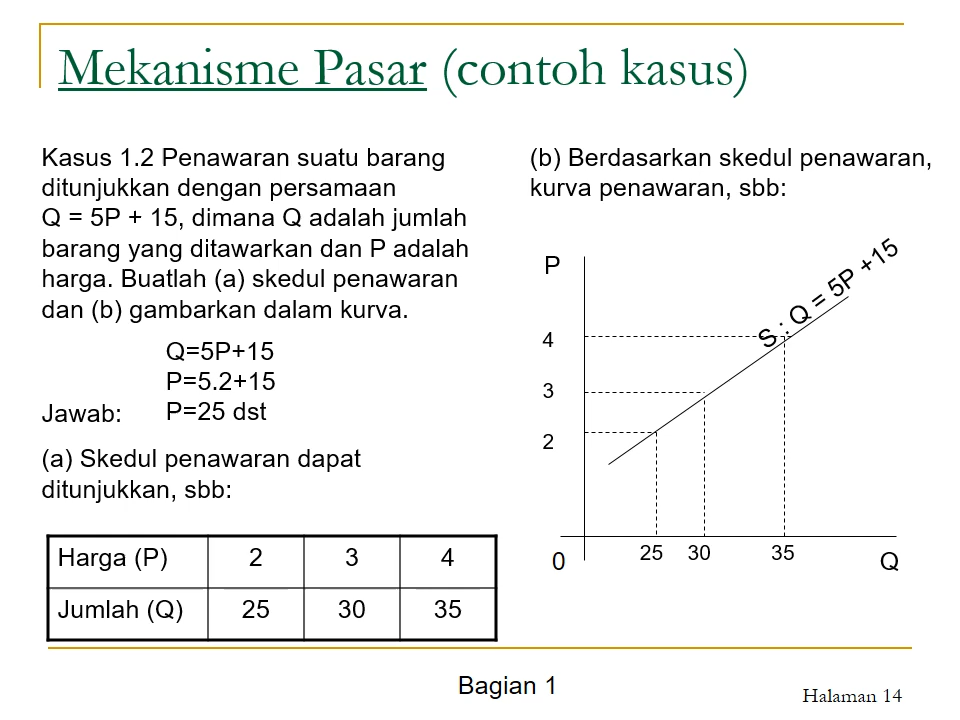 Mekanisme Pasar (contoh kasus)
Kasus 1.2 Penawaran suatu barang
ditunjukkan dengan persamaan
Q = 5P + 15, dimana Q adalah jumlah
barang yang ditawarkan dan P adalah
harga. Buatlah (a) skedul penawaran
dan (b) gambarkan dalam kurva.
Q=5P+15
P=5.2+15
Jawab: P=25 dst
(a) Skedul penawaran dapat
ditunjukkan, sbb:
Harga (P) 2 3 4
Jumlah (Q) 25 30 35
(b) Berdasarkan skedul penawaran,
kurva penawaran, sbb:
S : Q = 5P +15
P
4
3
2
0 25 30 35 Q
Bagian 1
Halaman 14